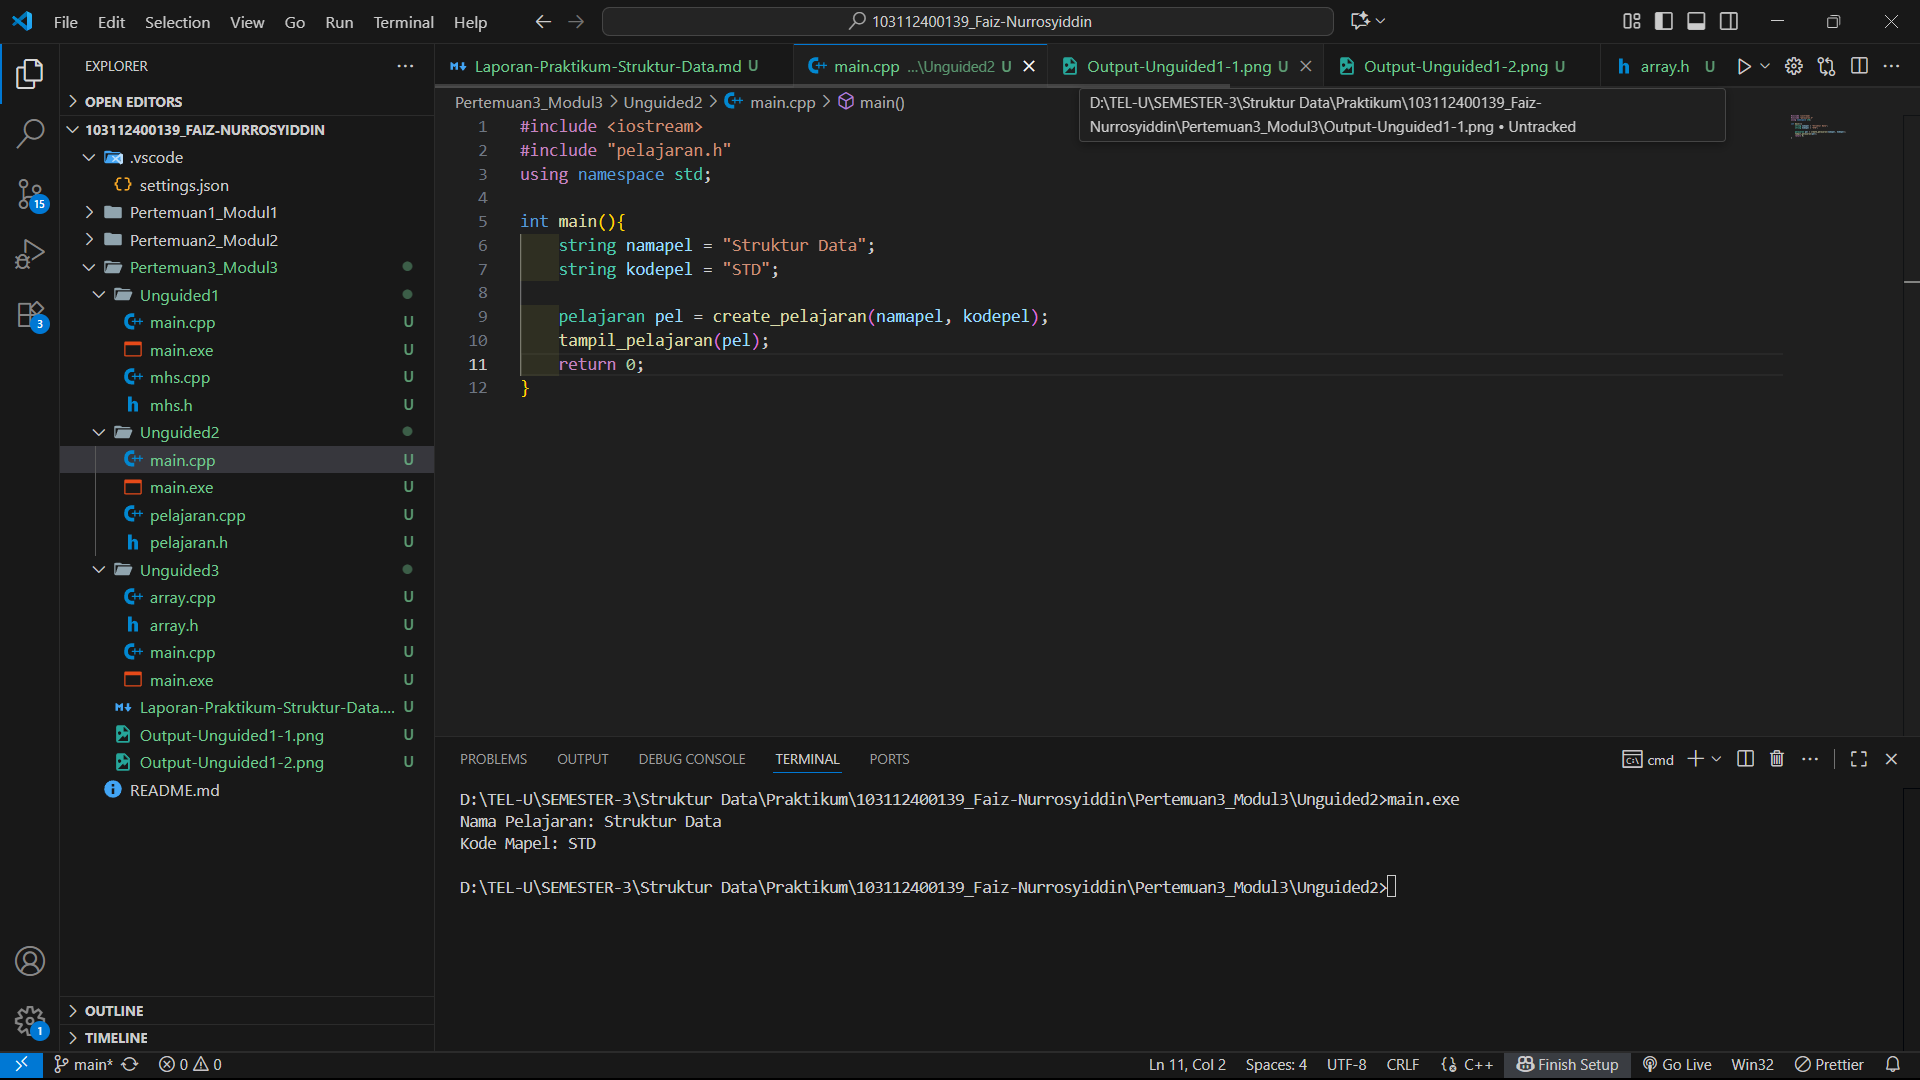 File Edit Selection View Go Run Terminal Help
103112400139_Faiz-Nurrosyiddin
EXPLORER
OPEN EDITORS
103112400139_FAIZ-NURROSYIDDIN
.vscode
settings.json
Pertemuan1_Modul1
Pertemuan2_Modul2
Pertemuan3_Modul3
Unguided1
main.cpp U
main.exe U
mhs.cpp U
mhs.h U
Unguided2
main.cpp U
main.exe U
pelajaran.cpp U
pelajaran.h U
Unguided3
array.cpp U
array.h U
main.cpp U
main.exe U
Laporan-Praktikum-Struktur-Data.... U
Output-Unguided1-1.png U
Output-Unguided1-2.png U
README.md
OUTLINE
TIMELINE
15
3
1
Laporan-Praktikum-Struktur-Data.md U main.cpp ...\Unguided2 U Output-Unguided1-1.png U Output-Unguided1-2.png U array.h U
Pertemuan3_Modul3 > Unguided2 > main.cpp > main()
D:\TEL-U\SEMESTER-3\Struktur Data\Praktikum\103112400139_Faiz-
Nurrosyiddin\Pertemuan3_Modul3\Output-Unguided1-1.png • Untracked
1 #include <iostream>
2 #include "pelajaran.h"
3 using namespace std;
4
5 int main(){
6 string namapel = "Struktur Data";
7 string kodepel = "STD";
8
9 pelajaran pel = create_pelajaran(namapel, kodepel);
10 tampil_pelajaran(pel);
11 return 0;
12 }
PROBLEMS OUTPUT DEBUG CONSOLE TERMINAL PORTS
cmd
D:\TEL-U\SEMESTER-3\Struktur Data\Praktikum\103112400139_Faiz-Nurrosyiddin\Pertemuan3_Modul3\Unguided2>main.exe
Nama Pelajaran: Struktur Data
Kode Mapel: STD
D:\TEL-U\SEMESTER-3\Struktur Data\Praktikum\103112400139_Faiz-Nurrosyiddin\Pertemuan3_Modul3\Unguided2>
main* 0 0 Ln 11, Col 2 Spaces: 4 UTF-8 CRLF {} C++ Finish Setup Go Live Win32 Prettier